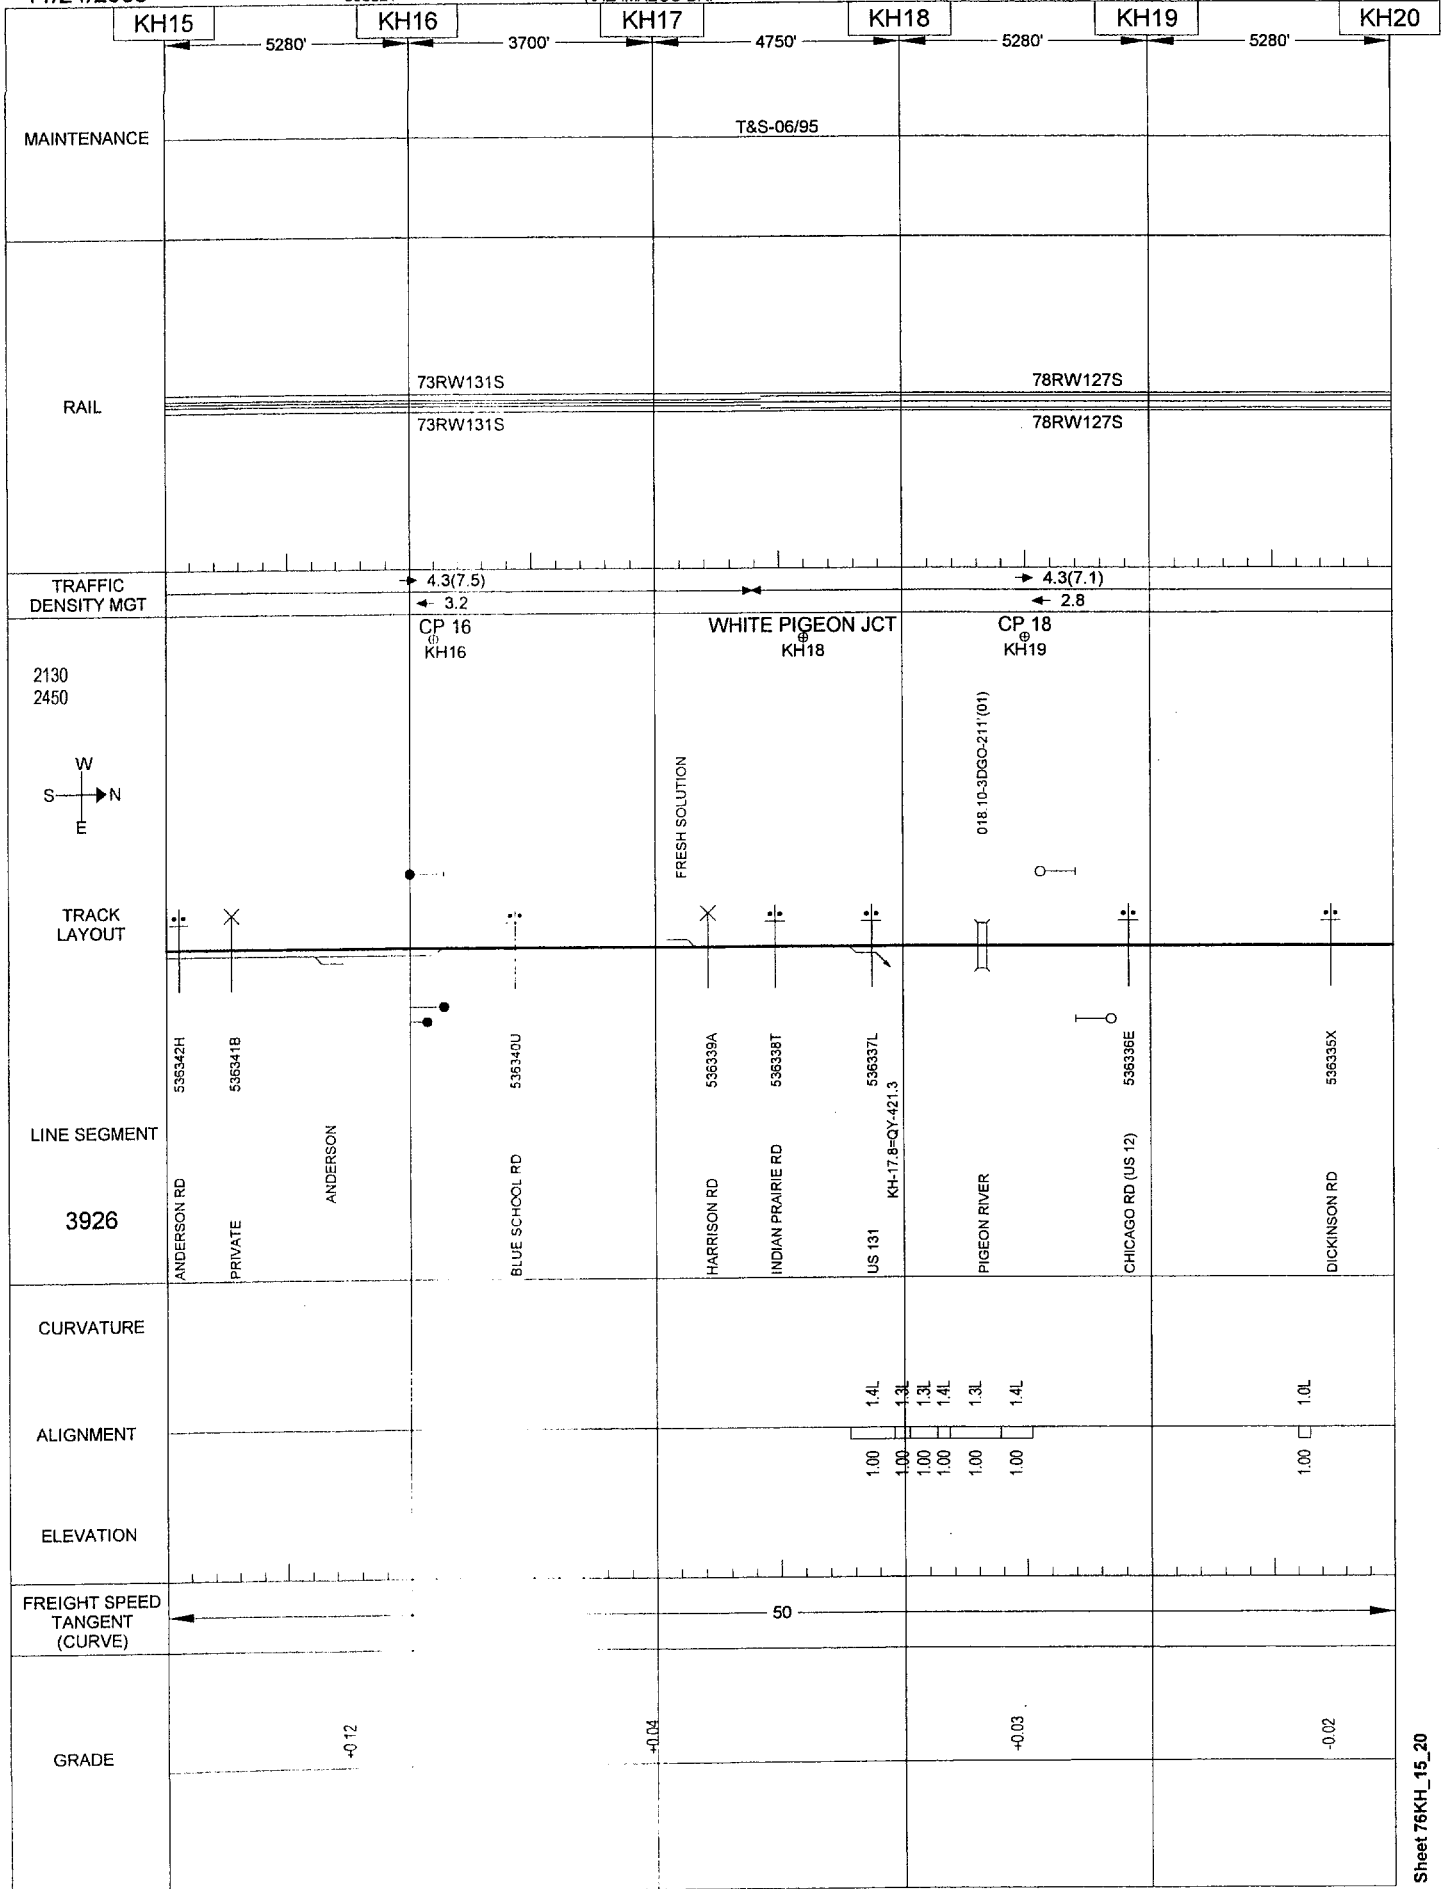 KH15
KH16
KH17
KH18
KH19
KH20
5280'
3700'
4750'
5280'
5280'
MAINTENANCE
T&S-06/95
RAIL
73RW131S
78RW127S
73RW131S
78RW127S
TRAFFIC
DENSITY MGT
4.3(7.5)
4.3(7.1)
3.2
2.8
CP 16
KH16
WHITE PIGEON JCT
KH18
CP 18
KH19
2130
2450
W
S
N
E
FRESH SOLUTION
018.10-3DGO-211'(01)
TRACK
LAYOUT
536342H
536341B
536340U
536339A
536338T
536337L
536336E
536335X
KH-17.8=QY-421.3
LINE SEGMENT
3926
ANDERSON RD
PRIVATE
ANDERSON
BLUE SCHOOL RD
HARRISON RD
INDIAN PRAIRIE RD
US 131
PIGEON RIVER
CHICAGO RD (US 12)
DICKINSON RD
CURVATURE
1.4L
1.3L
1.3L
1.4L
1.3L
1.4L
1.0L
ALIGNMENT
1.00
1.00
1.00
1.00
1.00
1.00
1.00
ELEVATION
FREIGHT SPEED
TANGENT
(CURVE)
50
GRADE
+0.12
+0.04
+0.03
-0.02
Sheet 76KH_15_20